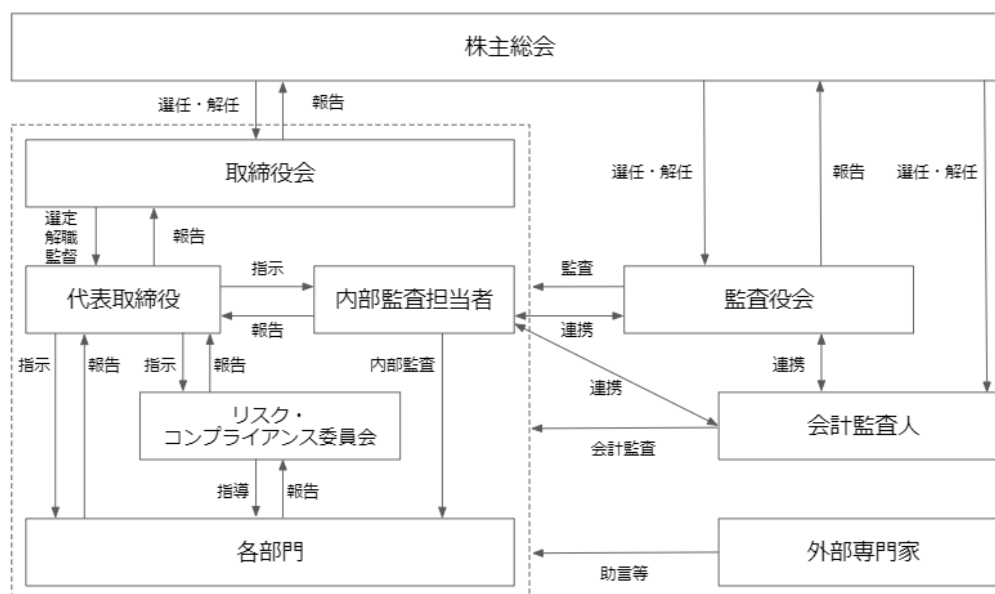 株主総会
選任・解任
報告
取締役会
選任・解任
報告
選任・解任
選定
解職
監督
報告
代表取締役
指示
報告
内部監査担当者
監査
連携
監査役会
指示
報告
指示
報告
内部監査
連携
連携
リスク・
コンプライアンス委員会
会計監査
会計監査人
指導
報告
各部門
助言等
外部専門家